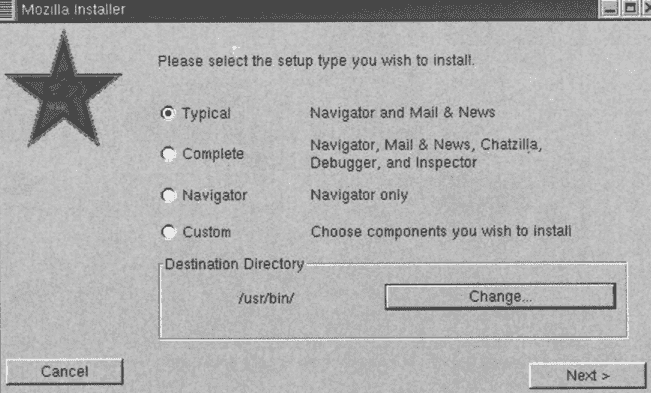 Mozilla Installer
Please select the setup type you wish to install.
Typical Navigator and Mail & News
Complete Navigator, Mail & News, Chatzilla,
Debugger, and Inspector
Navigator Navigator only
Custom Choose components you wish to install
Destination Directory
/usr/bin/ Change...
Cancel Next >